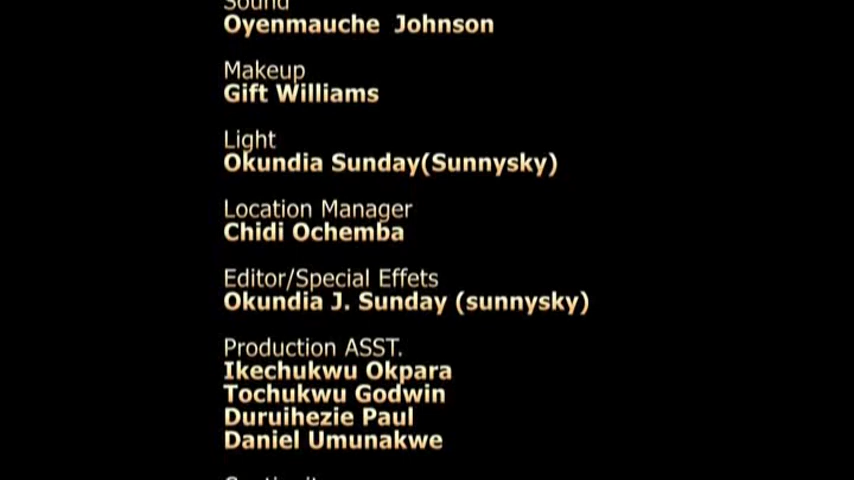 Sound
Oyenmauche Johnson
Makeup
Gift Williams
Light
Okundia Sunday(Sunnysky)
Location Manager
Chidi Ochemba
Editor/Special Effets
Okundia J. Sunday (sunnysky)
Production ASST.
Ikechukwu Okpara
Tochukwu Godwin
Duruihezie Paul
Daniel Umunakwe